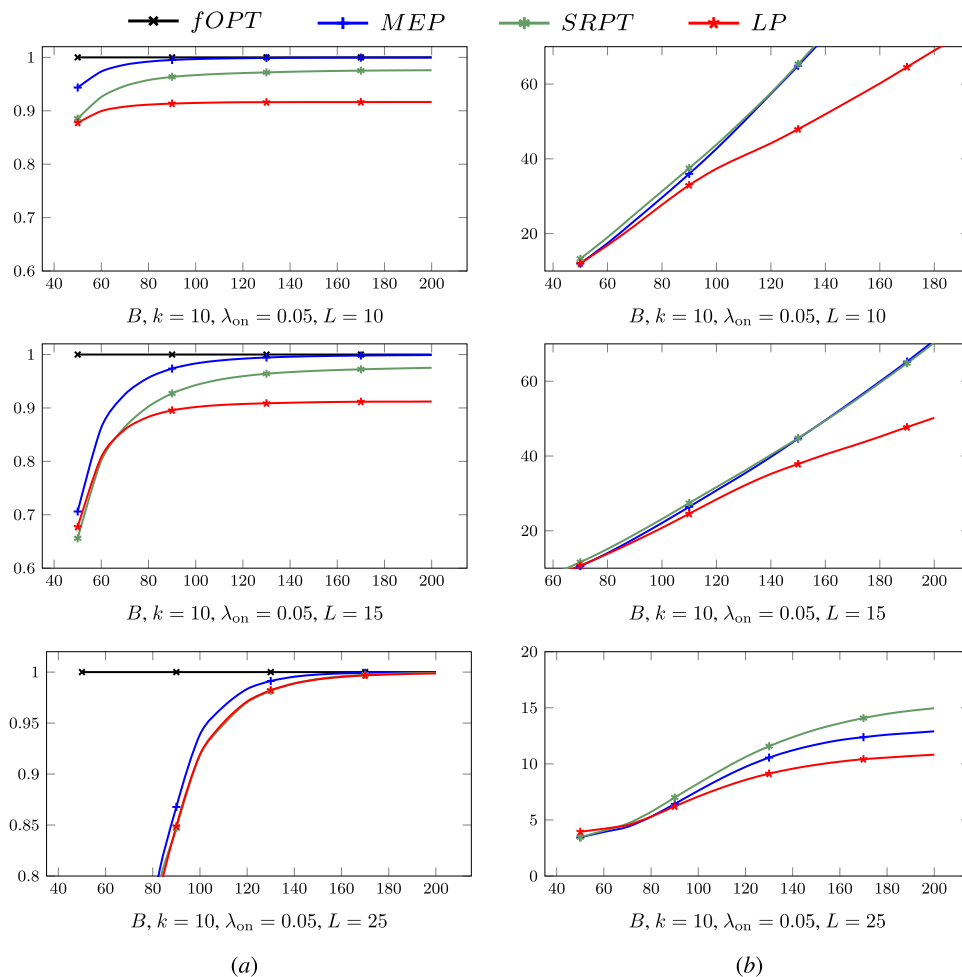 fOPT MEP SRPT LP
1
0.9
0.8
0.7
0.6
40 60 80 100 120 140 160 180 200
B, k = 10, λon = 0.05, L = 10
60
40
20
40 60 80 100 120 140 160 180
B, k = 10, λon = 0.05, L = 10
1
0.9
0.8
0.7
0.6
40 60 80 100 120 140 160 180 200
B, k = 10, λon = 0.05, L = 15
60
40
20
60 80 100 120 140 160 180 200
B, k = 10, λon = 0.05, L = 15
1
0.95
0.9
0.85
0.8
40 60 80 100 120 140 160 180 200
B, k = 10, λon = 0.05, L = 25
20
15
10
5
0
40 60 80 100 120 140 160 180 200
B, k = 10, λon = 0.05, L = 25
(a) (b)